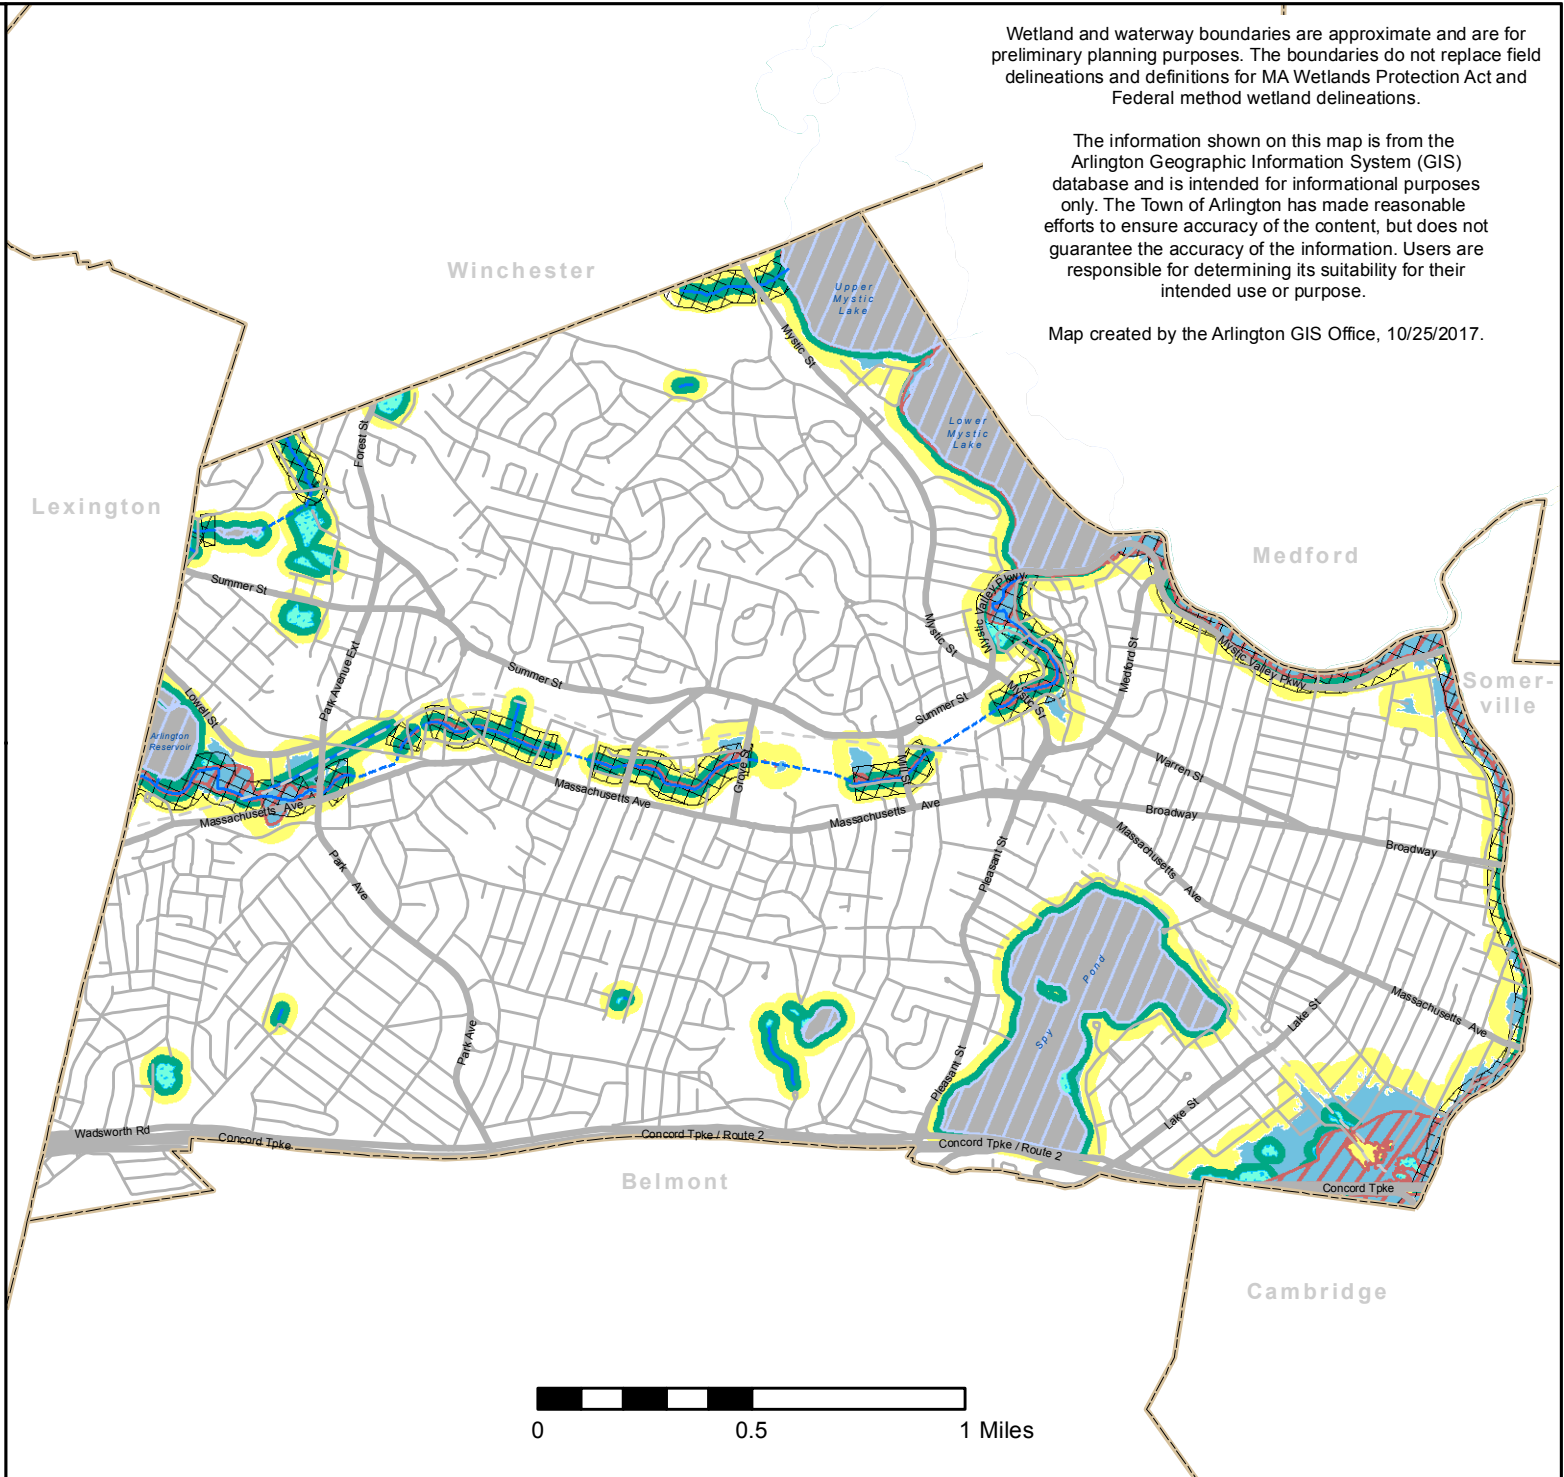 Wetland and waterway boundaries are approximate and are for
preliminary planning purposes. The boundaries do not replace field
delineations and definitions for MA Wetlands Protection Act and
Federal method wetland delineations.
The information shown on this map is from the
Arlington Geographic Information System (GIS)
database and is intended for informational purposes
only. The Town of Arlington has made reasonable
efforts to ensure accuracy of the content, but does not
guarantee the accuracy of the information. Users are
responsible for determining its suitability for their
intended use or purpose.
Map created by the Arlington GIS Office, 10/25/2017.
Winchester
Upper
Mystic
Lake
Mystic St
Lower
Mystic
Lake
Forest St
Lexington
Medford
Summer St
Mystic Valley Pkwy
Mystic St
Medford St
Mystic Valley Pkwy
Park Avenue Ext
Summer St
Somer-
ville
Lowell St
Mystic St
Summer St
Arlington
Reservoir
Grove St
Mill St
Warren St
Massachusetts Ave
Massachusetts Ave
Massachusetts Ave
Broadway
Broadway
Park Ave
Pleasant St
Massachusetts Ave
Spy Pond
Lake St
Massachusetts Ave
Park Ave
Pleasant St
Lake St
Wadsworth Rd
Concord Tpke
Concord Tpke / Route 2
Concord Tpke / Route 2
Concord Tpke
Belmont
Cambridge
0
0.5
1 Miles